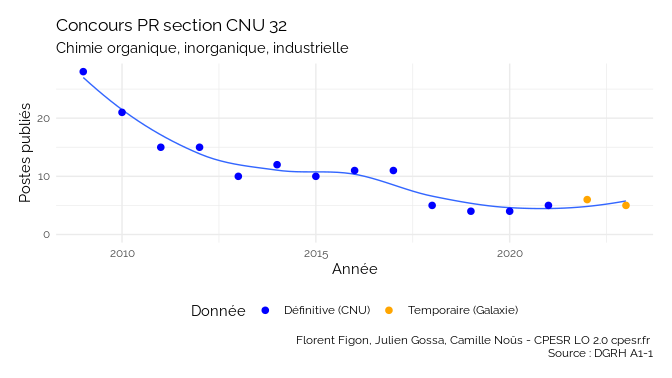 Concours PR section CNU 32
Chimie organique, inorganique, industrielle
Postes publiés
20
10
0
2010
2015
2020
Année
Donnée
Définitive (CNU)
Temporaire (Galaxie)
Florent Figon, Julien Gossa, Camille Noûs - CPESR LO 2.0 cpesr.fr
Source : DGRH A1-1